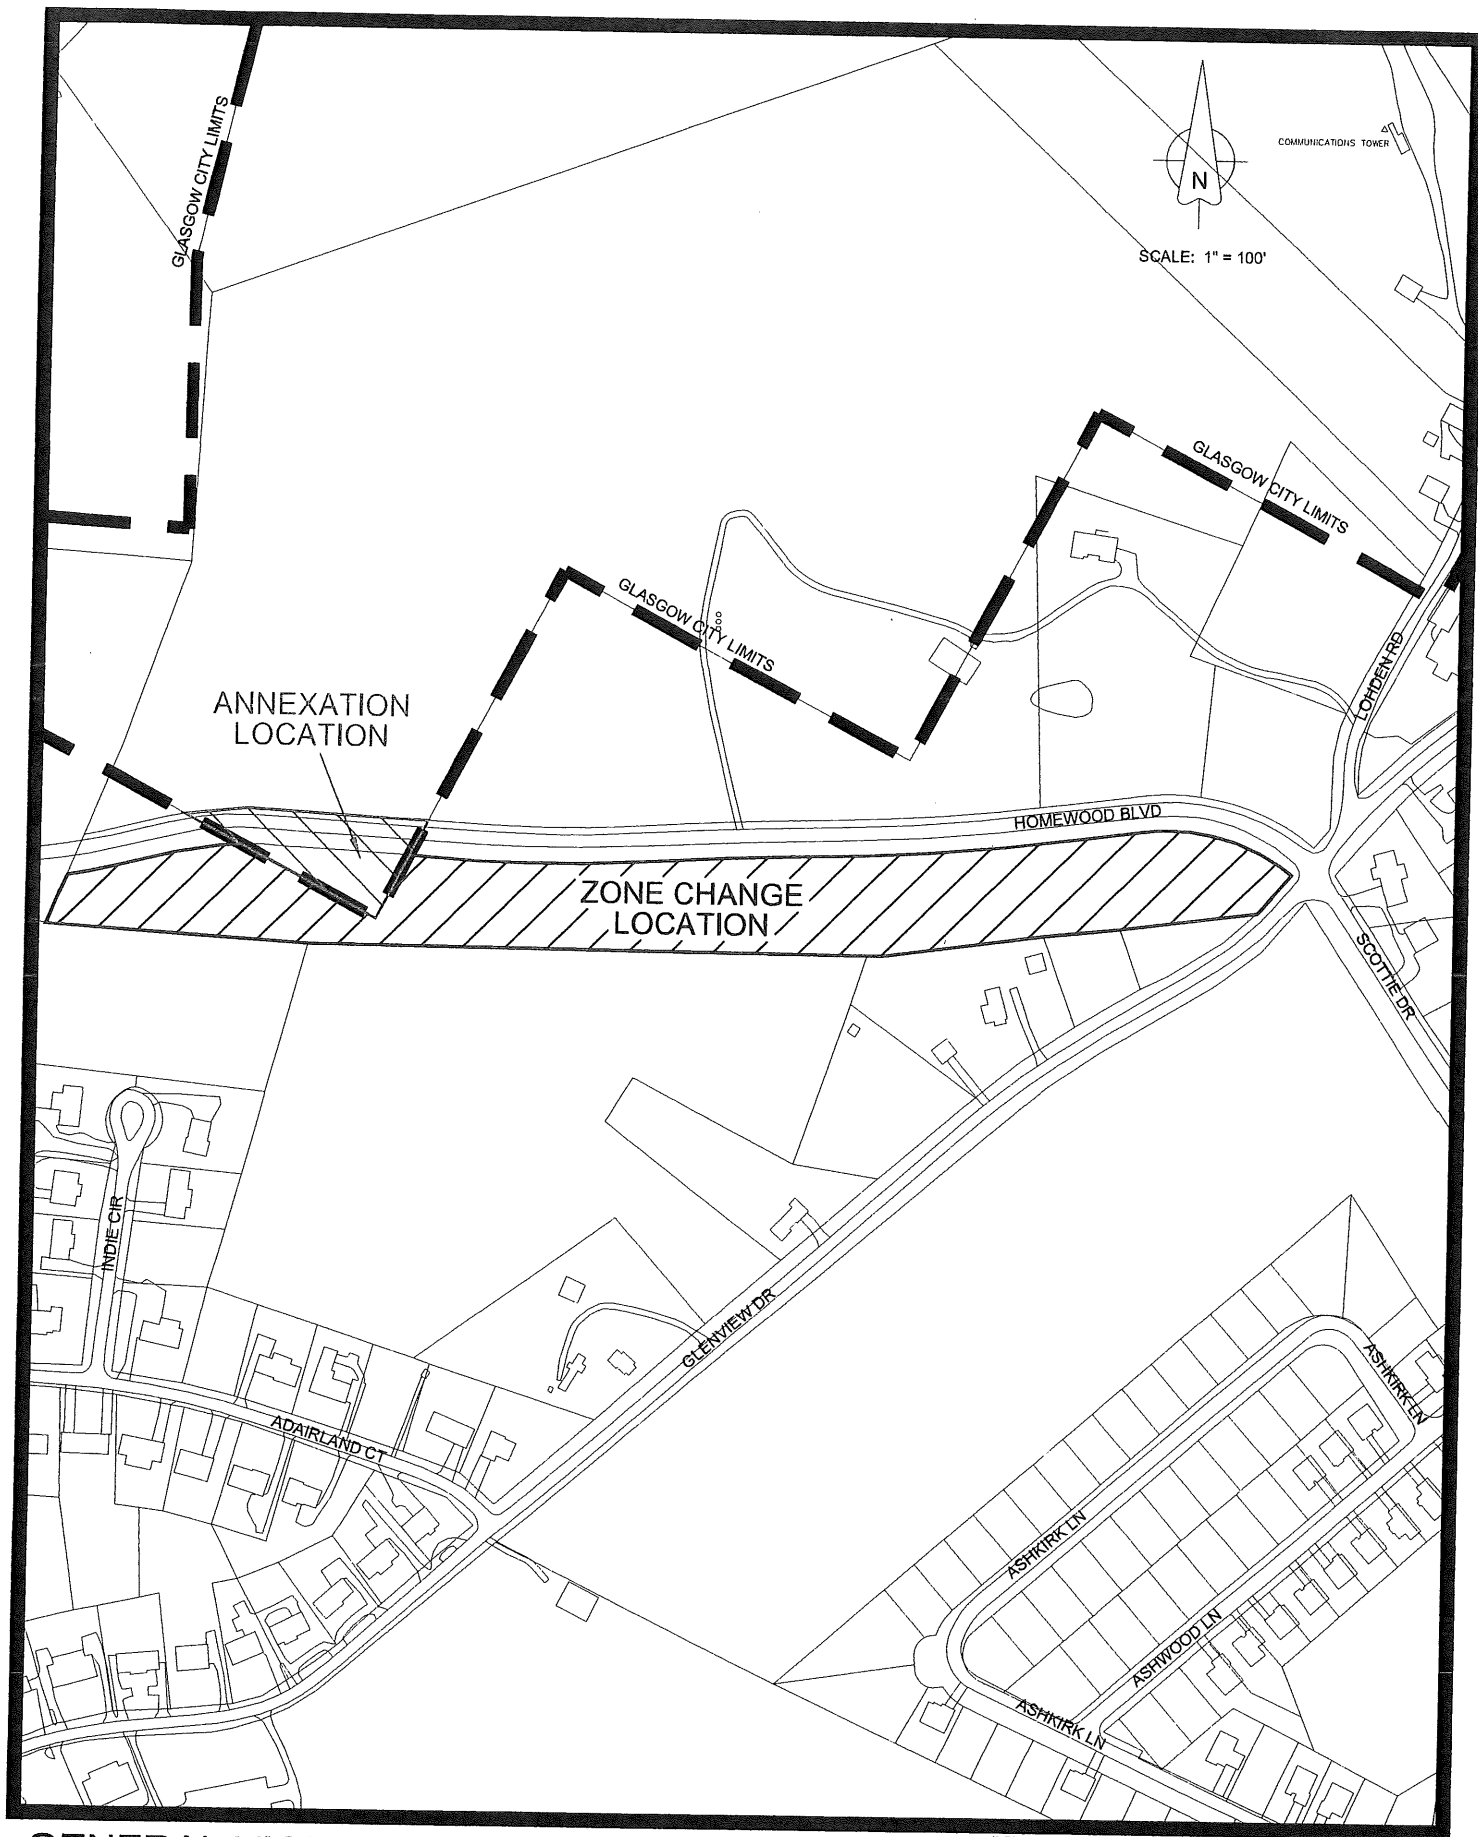 GLASGOW CITY LIMITS
COMMUNICATIONS TOWER
N
SCALE: 1" = 100'
GLASGOW CITY LIMITS
GLASGOW CITY LIMITS
LOHDEN RD
ANNEXATION
LOCATION
HOMEWOOD BLVD
ZONE CHANGE
LOCATION
SCOTTIE DR
INDIE CIR
GLENVIEW DR
ASHKIRK LN
ADAIRLAND CT
ASHKIRK LN
ASHWOOD LN
ASHKIRK LN